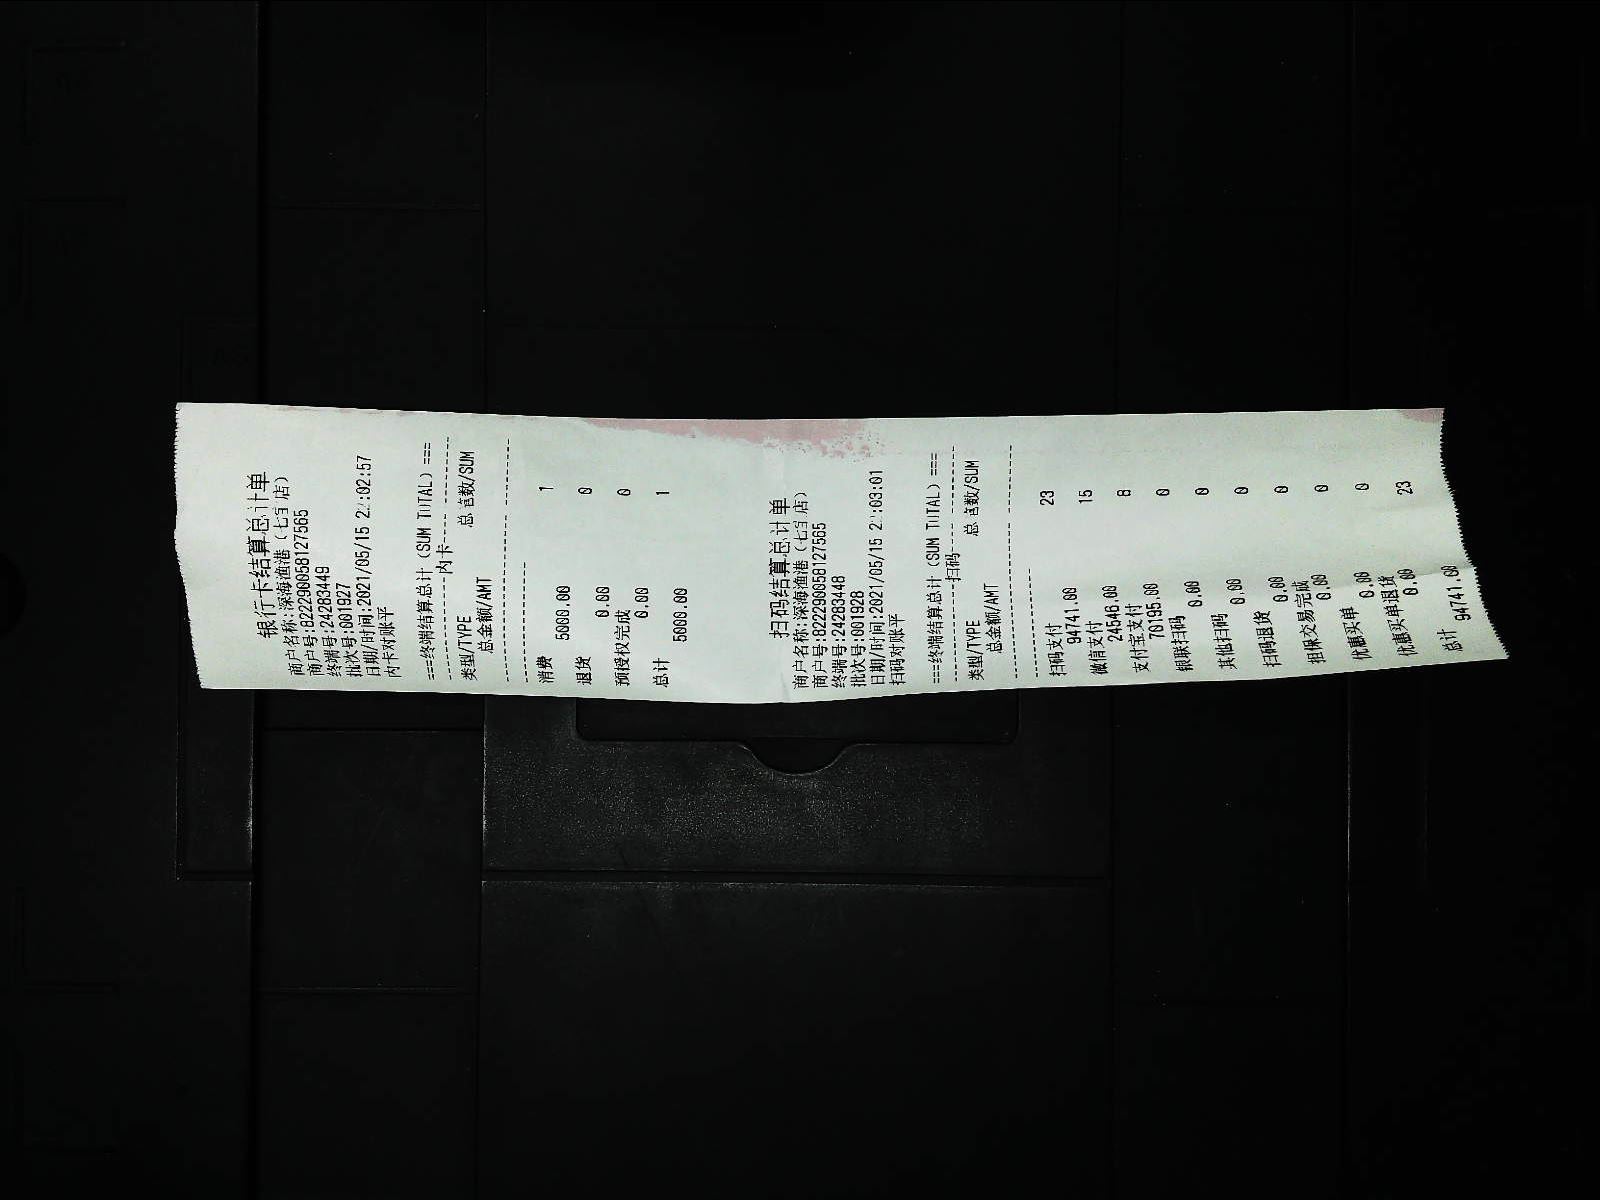 银行卡结算总计单
商户名称:深海渔港(七店)
商户号:822290058127565
终端号:24283449
批次号:001927
日期/时间:2021/05/15 2:02:57
内卡对账平
===终端结算总计(SUM TOTAL)===
内卡
类型/TYPE 总笔数/SUM
总金额/AMT
消费 1
5000.00
退货 0
0.00
预授权完成 0
0.00
总计 1
5000.00
扫码结算总计单
商户名称:深海渔港(七店)
商户号:822290058127565
终端号:24283448
批次号:001928
日期/时间:2021/05/15 2:03:01
扫码对账平
===终端结算总计(SUM TOTAL)===
扫码
类型/TYPE 总笔数/SUM
总金额/AMT
扫码支付 23
94741.00
微信支付 15
24546.00
支付宝支付 8
70195.00
银联扫码 0
0.00
其他扫码 0
0.00
扫码退货 0
0.00
担保交易完成 0
0.00
优惠买单 0
0.00
优惠买单退货 23
0.00
总计
94741.00